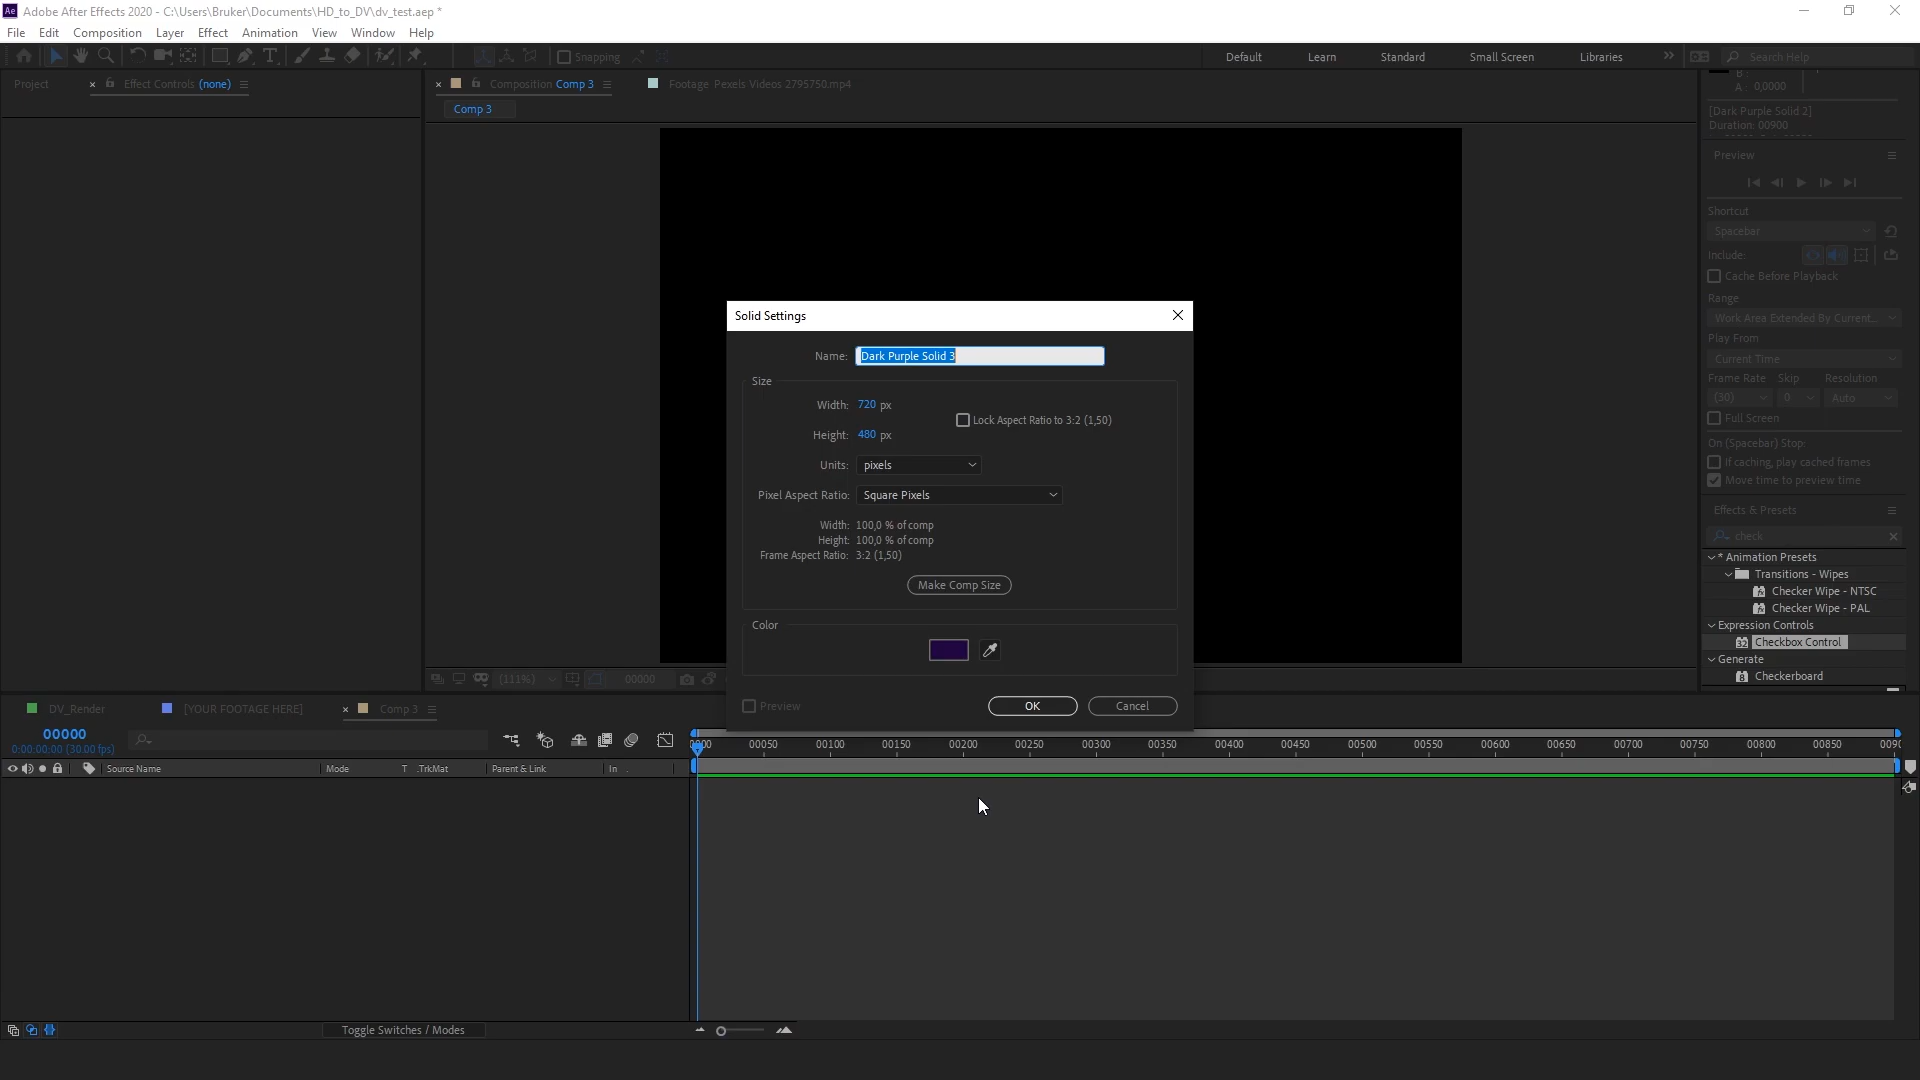 Adobe After Effects 2020 - C:\Users\Bruker\Documents\HD_to_DV\dv_test.aep *
File Edit Composition Layer Effect Animation View Window Help
Snapping
Default Learn Standard Small Screen Libraries Search Help
Project Effect Controls (none) Composition Comp 3 Footage Pexels Videos 2795750.mp4
Comp 3
B :
A : 0,0000
[Dark Purple Solid 2]
Duration: 00900
Preview
Shortcut
Spacebar
Include:
Cache Before Playback
Range
Work Area Extended By Current...
Play From
Current Time
Frame Rate Skip Resolution
(30) 0 Auto
Full Screen
On (Spacebar) Stop:
If caching, play cached frames
Move time to preview time
Effects & Presets
check
* Animation Presets
Transitions - Wipes
Checker Wipe - NTSC
Checker Wipe - PAL
Expression Controls
Checkbox Control
Generate
Checkerboard
Solid Settings
Name: Dark Purple Solid 3
Size
Width: 720 px
Lock Aspect Ratio to 3:2 (1,50)
Height: 480 px
Units: pixels
Pixel Aspect Ratio: Square Pixels
Width: 100,0 % of comp
Height: 100,0 % of comp
Frame Aspect Ratio: 3:2 (1,50)
Make Comp Size
Color
Preview OK Cancel
(111%) 00000
DV_Render [YOUR FOOTAGE HERE] Comp 3
00000
0:00:00:00 (30.00 fps)
00050 00100 00150 00200 00250 00300 00350 00400 00450 00500 00550 00600 00650 00700 00750 00800 00850
Source Name Mode T .TrkMat Parent & Link In
Toggle Switches / Modes